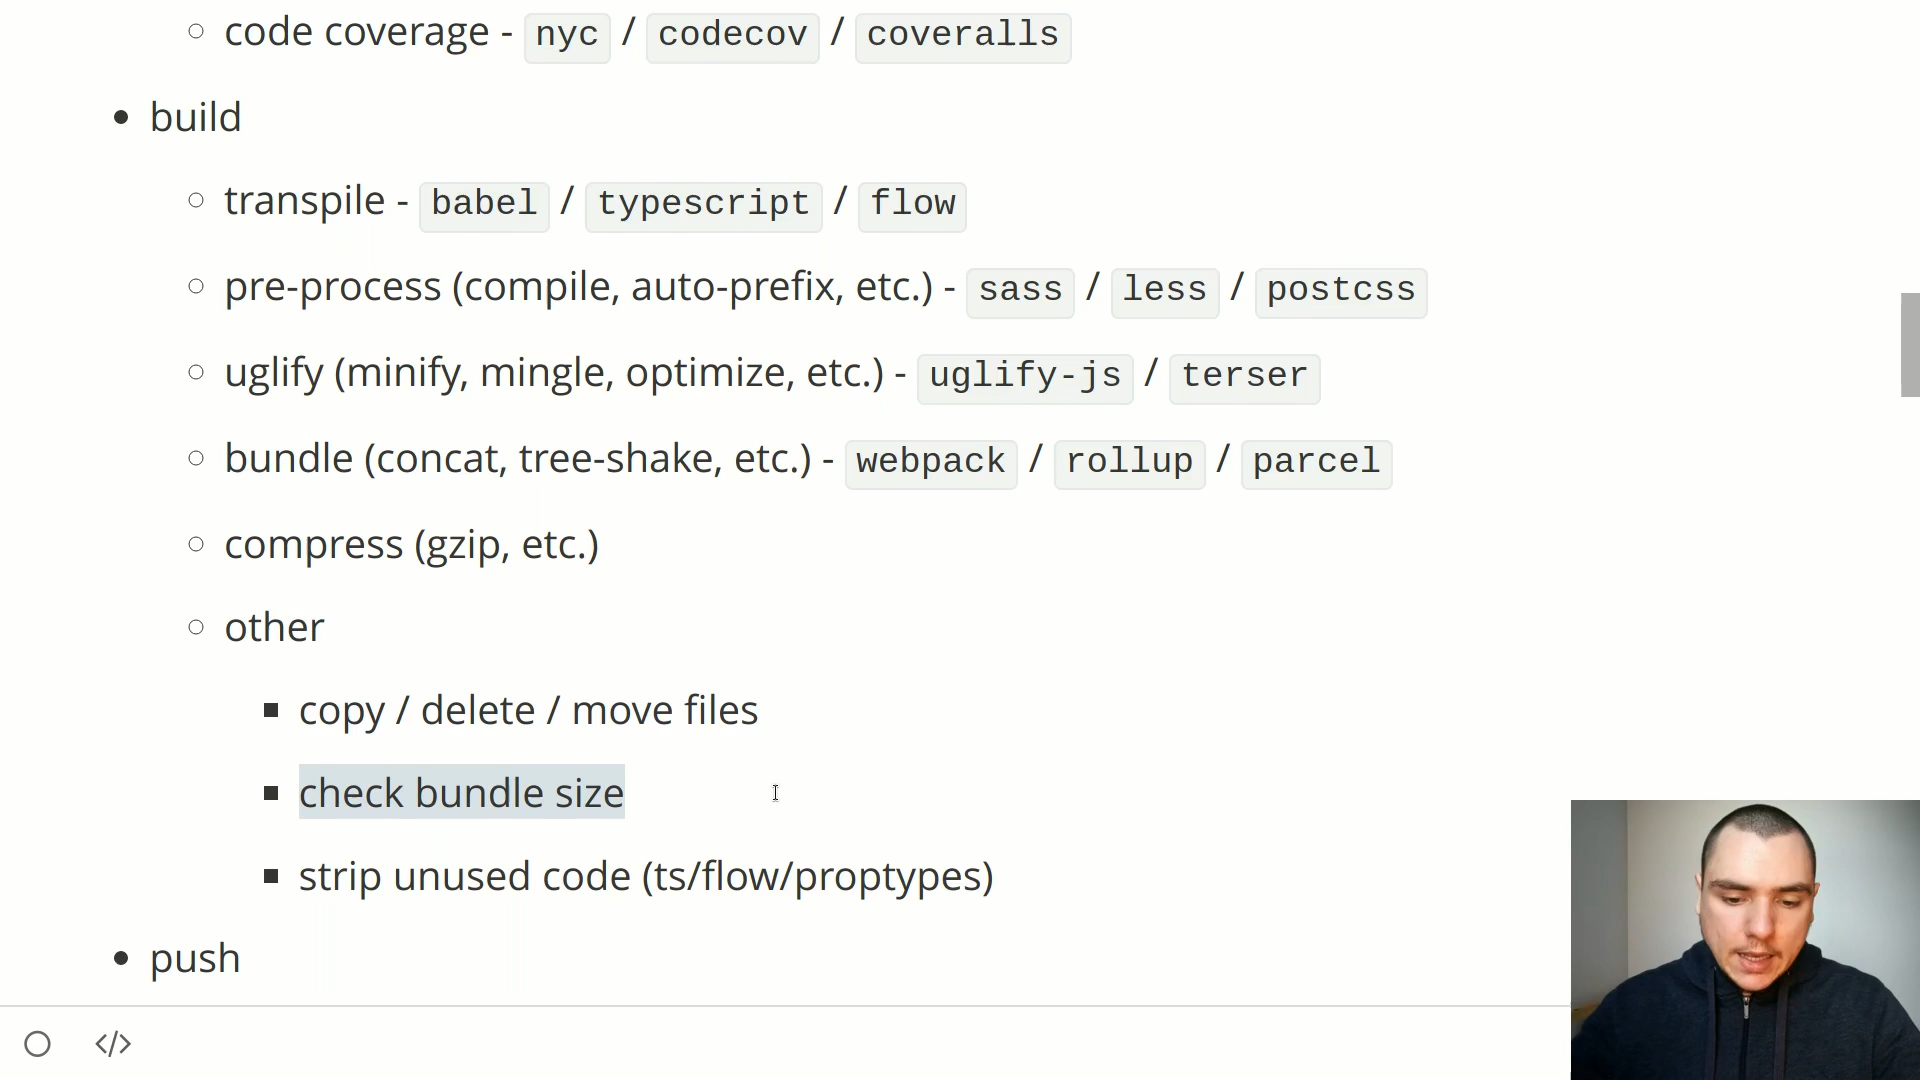 code coverage - nyc / codecov / coveralls
build
transpile - babel / typescript / flow
pre-process (compile, auto-prefix, etc.) - sass / less / postcss
uglify (minify, mingle, optimize, etc.) - uglify-js / terser
bundle (concat, tree-shake, etc.) - webpack / rollup / parcel
compress (gzip, etc.)
other
copy / delete / move files
check bundle size
strip unused code (ts/flow/proptypes)
push